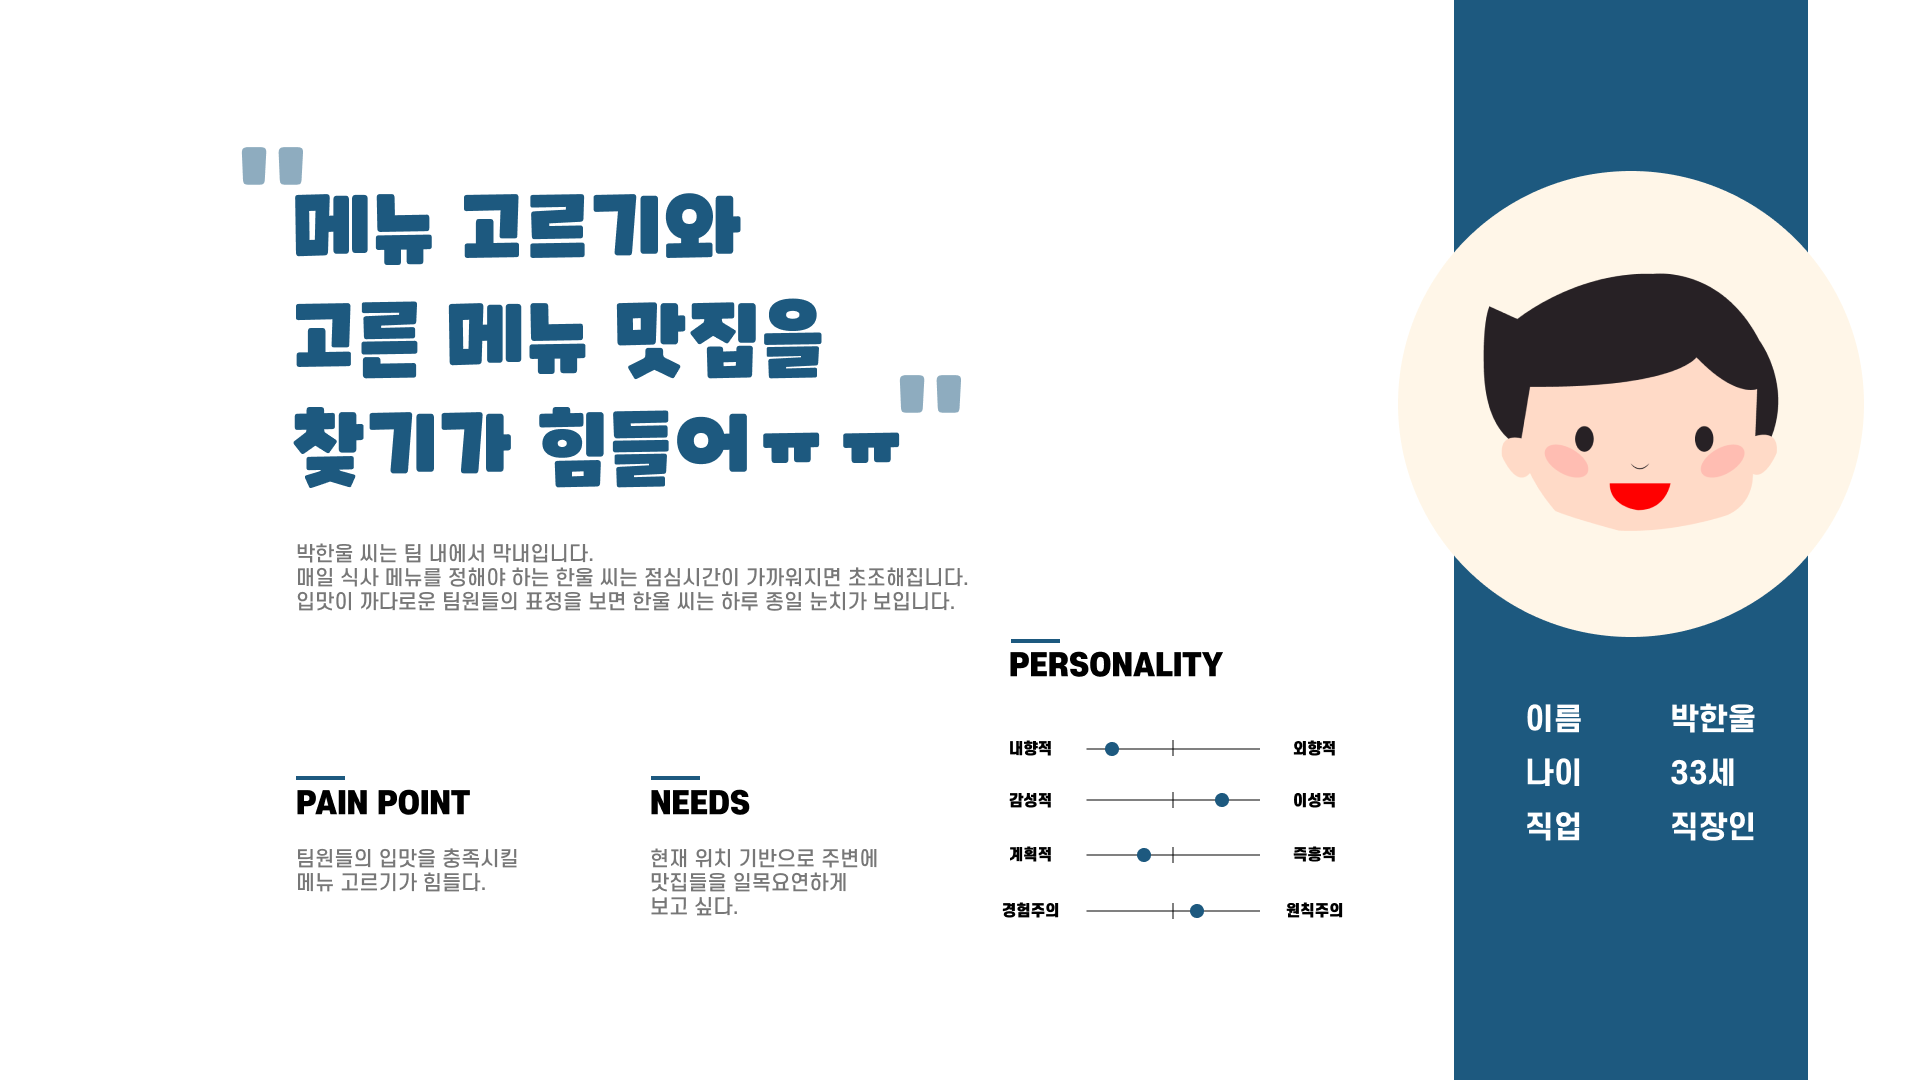 "메뉴 고르기와
고른 메뉴 맛집을
찾기가 힘들어ㅠㅠ"
박한울 씨는 팀 내에서 막내입니다.
매일 식사 메뉴를 정해야 하는 한울 씨는 점심시간이 가까워지면 초조해집니다.
입맛이 까다로운 팀원들의 표정을 보면 한울 씨는 하루 종일 눈치가 보입니다.
PAIN POINT
팀원들의 입맛을 충족시킬
메뉴 고르기가 힘들다.
NEEDS
현재 위치 기반으로 주변에
맛집들을 일목요연하게
보고 싶다.
PERSONALITY
내향적 외향적
감성적 이성적
계획적 즉흥적
경험주의 원칙주의
이름 박한울
나이 33세
직업 직장인